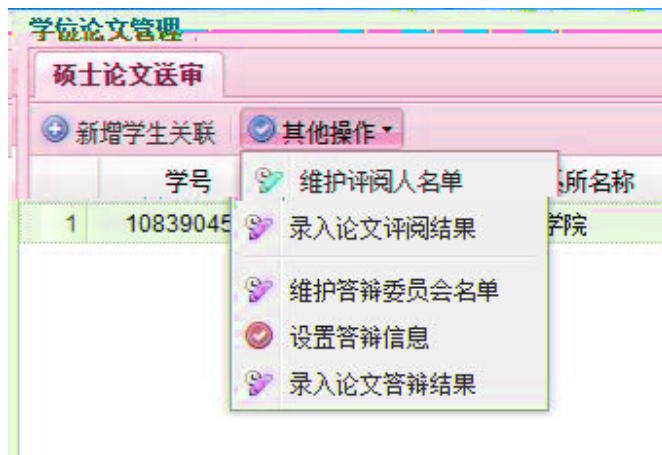 学位论文管理
硕士论文送审
新增学生关联 其他操作
学号 系所名称
1 10839045 学院
维护评阅人名单
录入论文评阅结果
维护答辩委员会名单
设置答辩信息
录入论文答辩结果